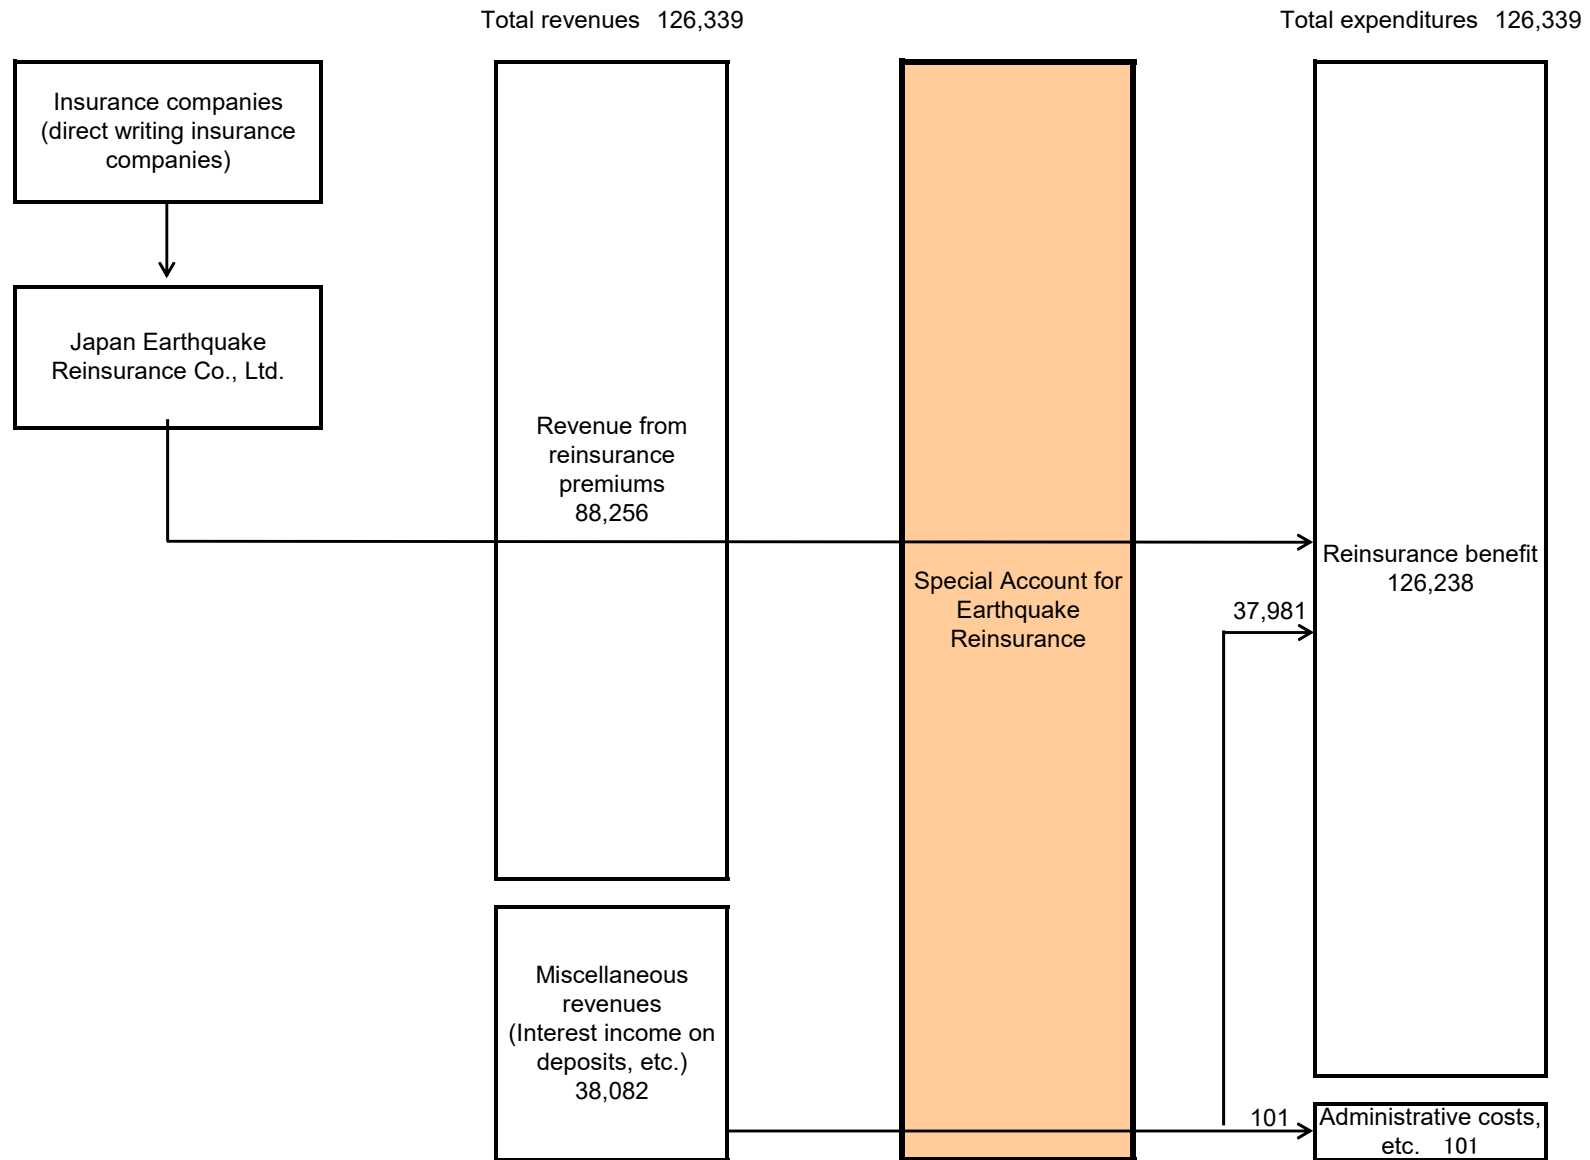 Total revenues 126,339
Total expenditures 126,339
Insurance companies
(direct writing insurance
companies)
Japan Earthquake
Reinsurance Co., Ltd.
Revenue from
reinsurance
premiums
88,256
Miscellaneous
revenues
(Interest income on
deposits, etc.)
38,082
Special Account for
Earthquake
Reinsurance
37,981
101
Reinsurance benefit
126,238
Administrative costs,
etc. 101